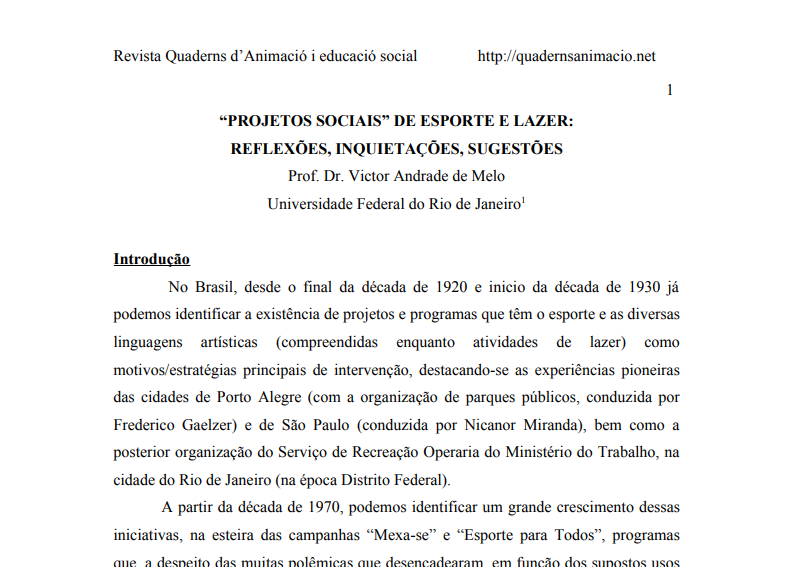 Revista Quaderns d’Animació i educació social http://quadernsanimacio.net
1
“PROJETOS SOCIAIS” DE ESPORTE E LAZER:
REFLEXÕES, INQUIETAÇÕES, SUGESTÕES
Prof. Dr. Victor Andrade de Melo
Universidade Federal do Rio de Janeiro1
Introdução
No Brasil, desde o final da década de 1920 e inicio da década de 1930 já
podemos identificar a existência de projetos e programas que têm o esporte e as diversas
linguagens artísticas (compreendidas enquanto atividades de lazer) como
motivos/estratégias principais de intervenção, destacando-se as experiências pioneiras
das cidades de Porto Alegre (com a organização de parques públicos, conduzida por
Frederico Gaelzer) e de São Paulo (conduzida por Nicanor Miranda), bem como a
posterior organização do Serviço de Recreação Operaria do Ministério do Trabalho, na
cidade do Rio de Janeiro (na época Distrito Federal).
A partir da década de 1970, podemos identificar um grande crescimento dessas
iniciativas, na esteira das campanhas “Mexa-se” e “Esporte para Todos”, programas
que, a despeito das muitas polêmicas que desencadearam, em função dos supostos usos